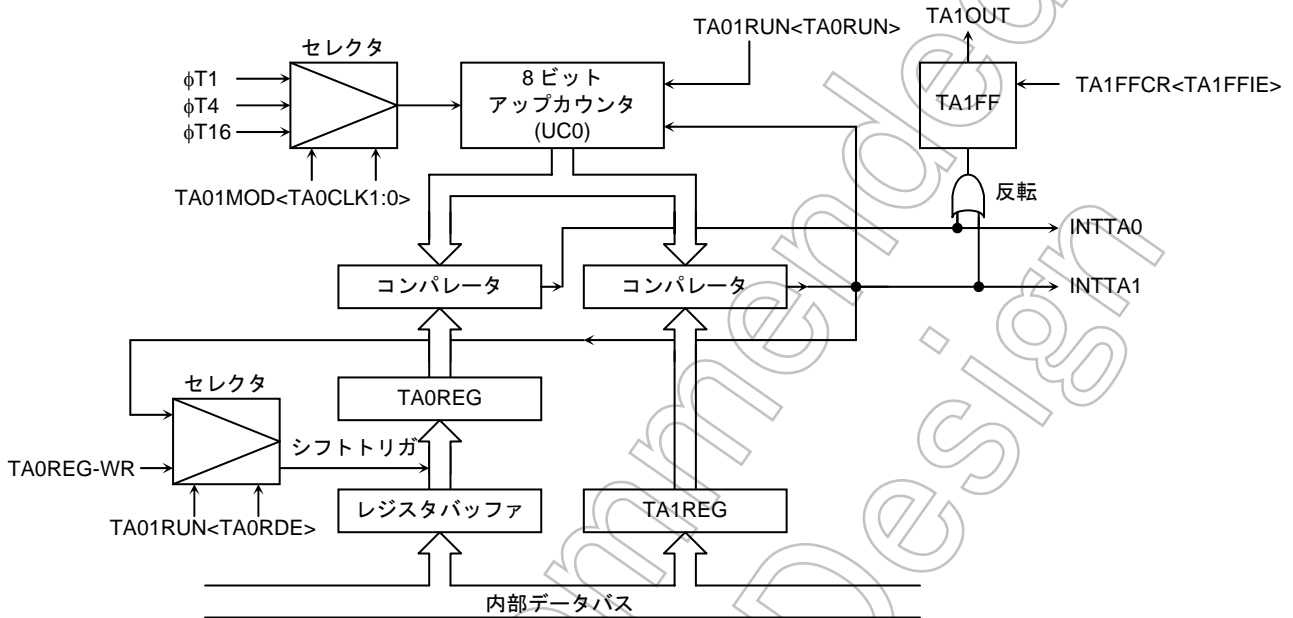 TA1OUT
TA01RUN<TA0RUN>
セレクタ
8 ビット
アップカウンタ
(UC0)
φT1
φT4
φT16
TA1FF
TA1FFCR<TA1FFIE>
TA01MOD<TA0CLK1:0>
反転
INTTA0
コンパレータ
コンパレータ
INTTA1
セレクタ
TA0REG
シフトトリガ
TA0REG-WR
レジスタバッファ
TA1REG
TA01RUN<TA0RDE>
内部データバス
mmended
Design